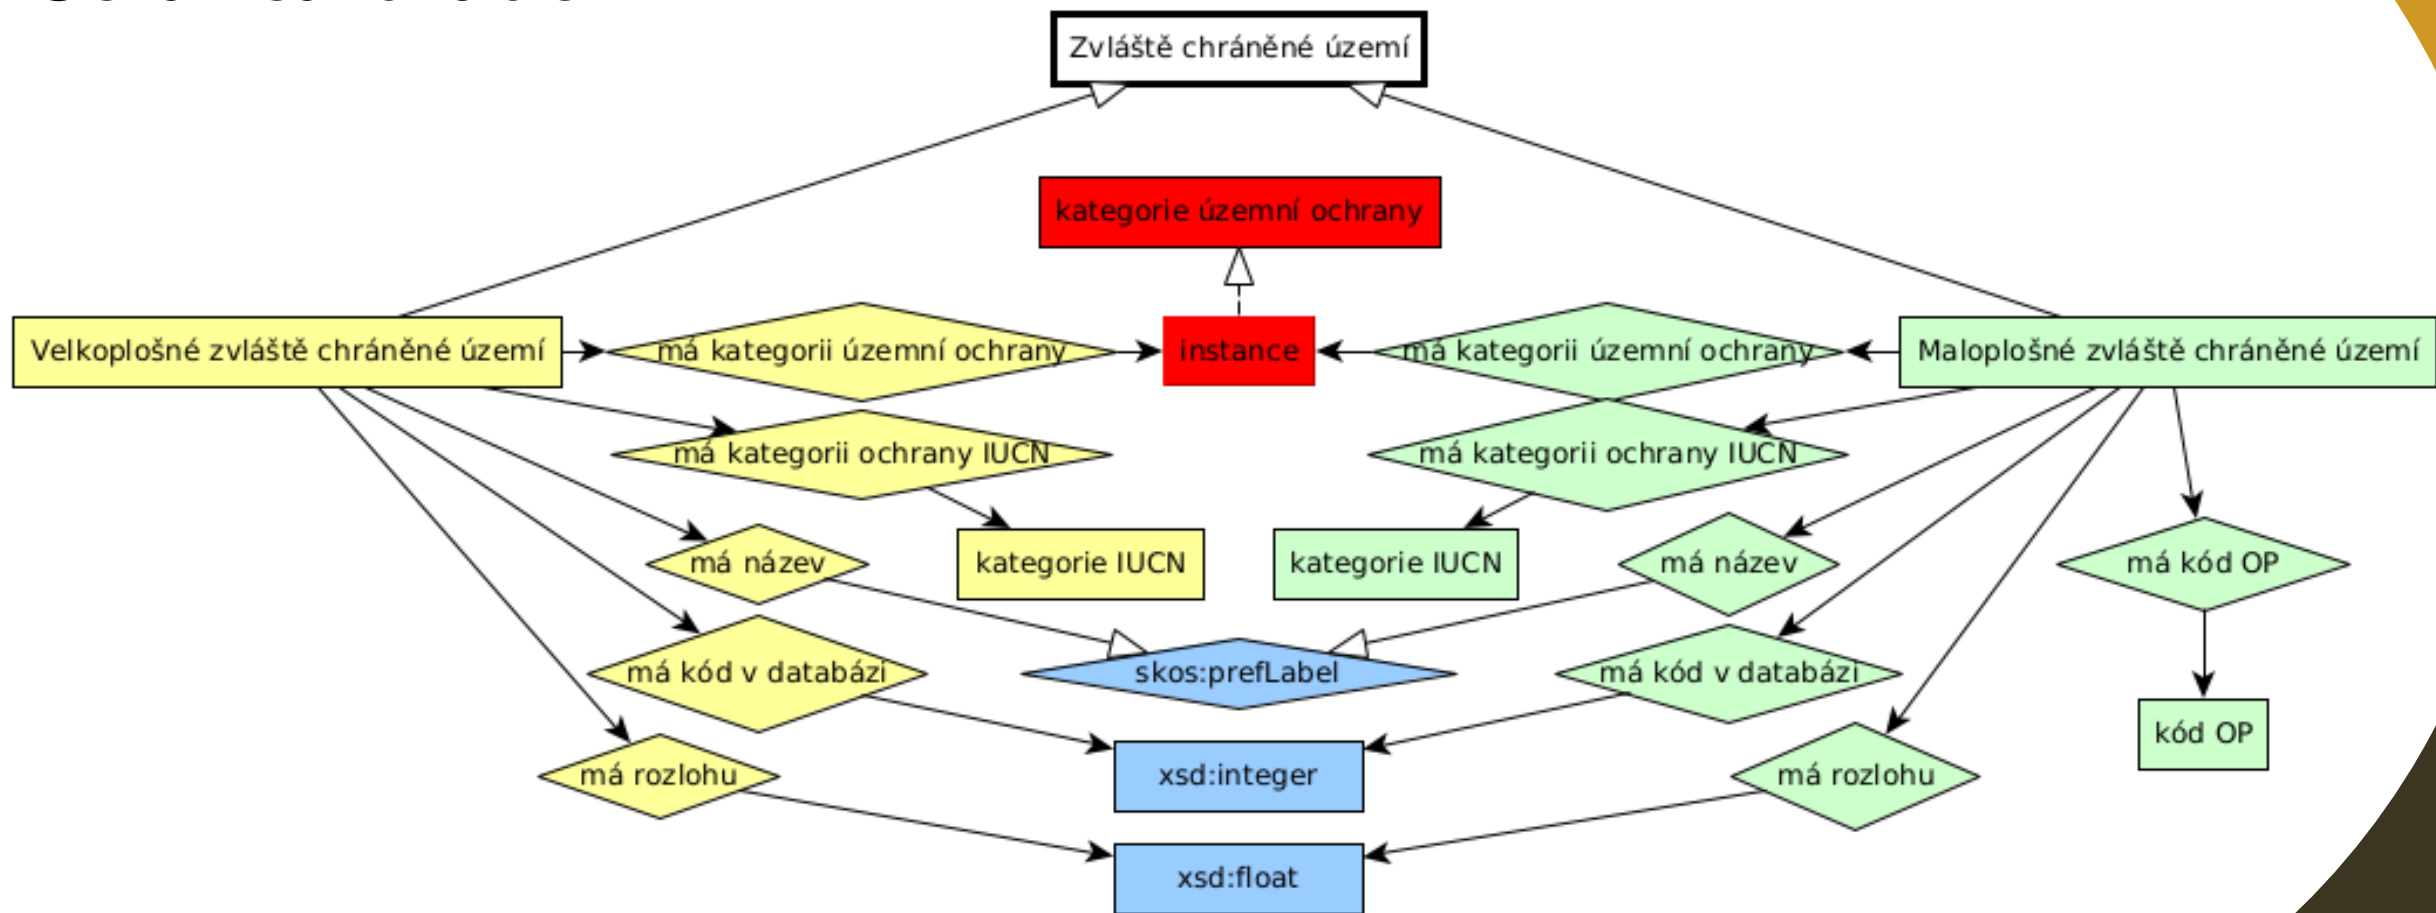 Zvláště chráněné území
kategorie územní ochrany
Velkoplošné zvláště chráněné území
má kategorii územní ochrany
instance
má kategorii územní ochrany
Maloplošné zvláště chráněné území
má kategorii ochrany IUCN
má kategorii ochrany IUCN
má název
kategorie IUCN
kategorie IUCN
má název
má kód OP
má kód v databázi
skos:prefLabel
má kód v databázi
kód OP
má rozlohu
xsd:integer
má rozlohu
xsd:float